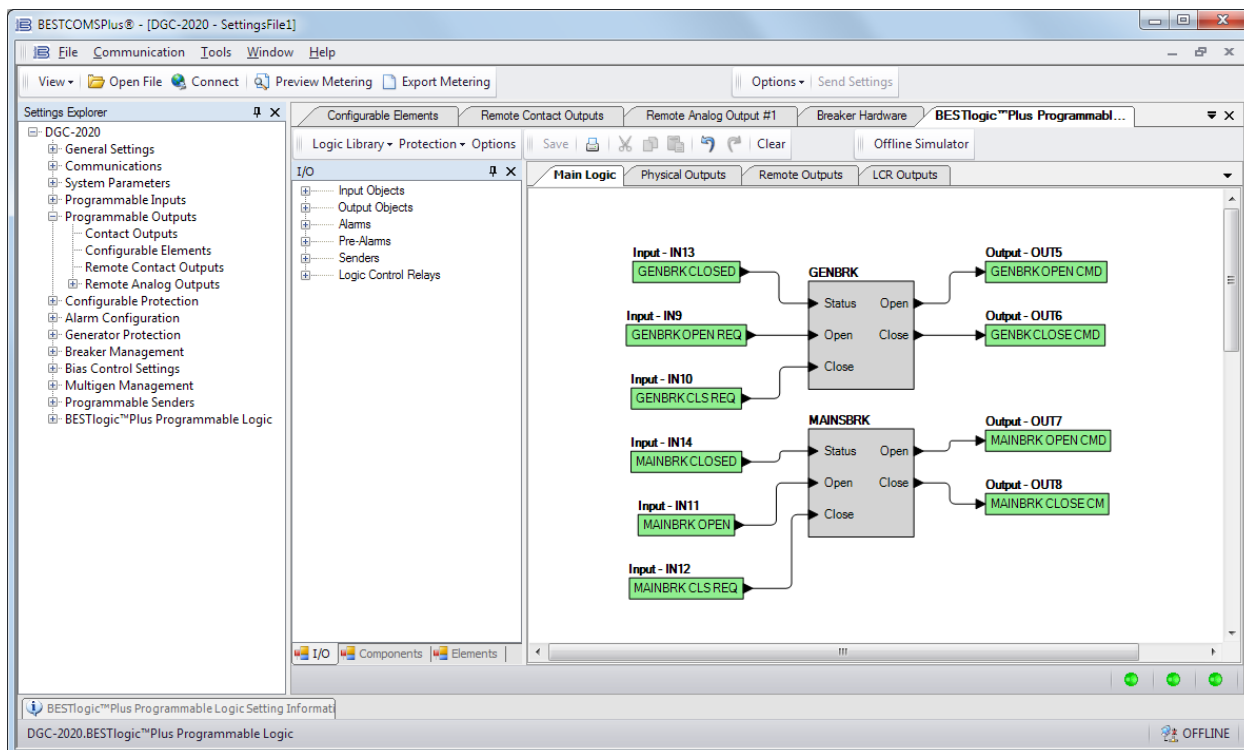 BESTCOMSPlus® - [DGC-2020 - SettingsFile1]
File Communication Tools Window Help
View Open File Connect Preview Metering Export Metering Options Send Settings
Settings Explorer
DGC-2020
General Settings
Communications
System Parameters
Programmable Inputs
Programmable Outputs
Contact Outputs
Configurable Elements
Remote Contact Outputs
Remote Analog Outputs
Configurable Protection
Alarm Configuration
Generator Protection
Breaker Management
Bias Control Settings
Multigen Management
Programmable Senders
BESTlogic™Plus Programmable Logic
Configurable Elements Remote Contact Outputs Remote Analog Output #1 Breaker Hardware BESTlogic™Plus Programmabl...
Logic Library Protection Options Save Clear Offline Simulator
I/O
Input Objects
Output Objects
Alarms
Pre-Alarms
Senders
Logic Control Relays
I/O Components Elements
Main Logic Physical Outputs Remote Outputs LCR Outputs
Input - IN13
GENBRK CLOSED
Input - IN9
GENBRK OPEN REQ
Input - IN10
GENBRK CLS REQ
GENBRK
Status Open
Open Close
Close
Output - OUT5
GENBRK OPEN CMD
Output - OUT6
GENBK CLOSE CMD
Input - IN14
MAINBRK CLOSED
Input - IN11
MAINBRK OPEN
Input - IN12
MAINBRK CLS REQ
MAINSBRK
Status Open
Open Close
Close
Output - OUT7
MAINBRK OPEN CMD
Output - OUT8
MAINBRK CLOSE CM
BESTlogic™Plus Programmable Logic Setting Informati
DGC-2020.BESTlogic™Plus Programmable Logic OFFLINE